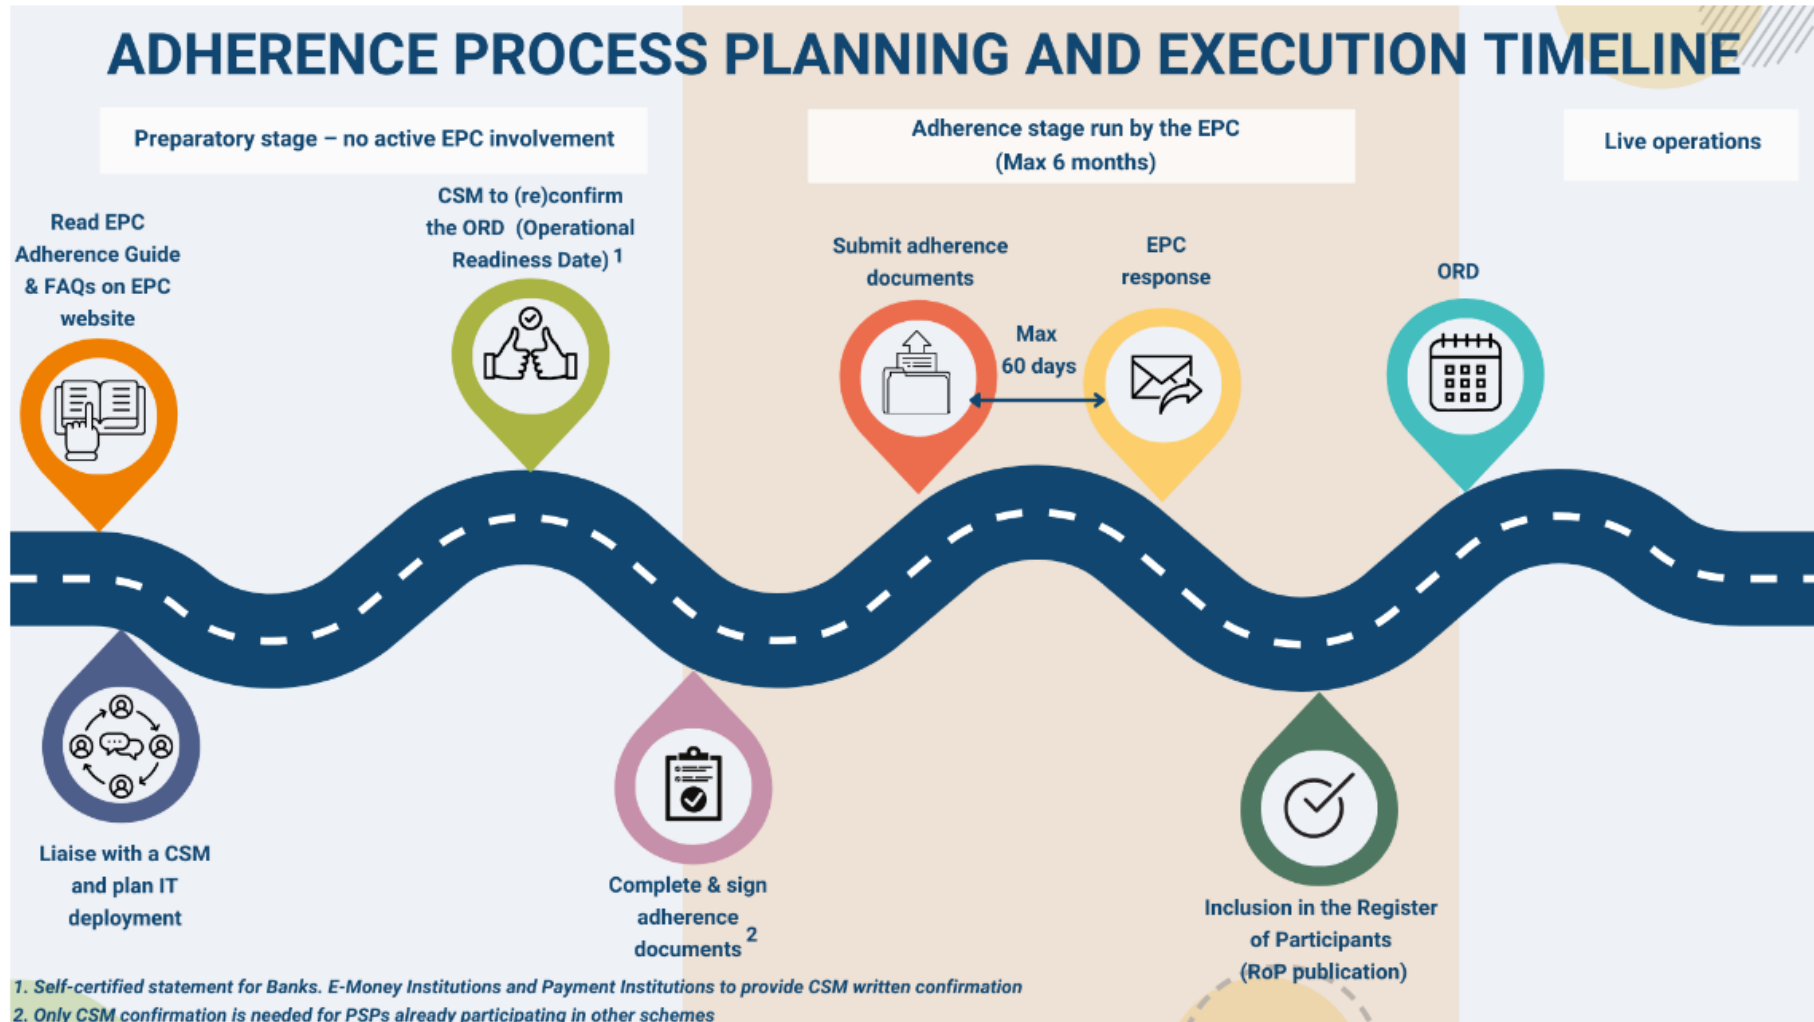 ADHERENCE PROCESS PLANNING AND EXECUTION TIMELINE
Preparatory stage – no active EPC involvement
Adherence stage run by the EPC
(Max 6 months)
Live operations
Read EPC
Adherence Guide
& FAQs on EPC
website
CSM to (re)confirm
the ORD (Operational
Readiness Date) 1
Submit adherence
documents
Max
60 days
EPC
response
ORD
Liaise with a CSM
and plan IT
deployment
Complete & sign
adherence
documents 2
Inclusion in the Register
of Participants
(RoP publication)
1. Self-certified statement for Banks. E-Money Institutions and Payment Institutions to provide CSM written confirmation
2. Only CSM confirmation is needed for PSPs already participating in other schemes